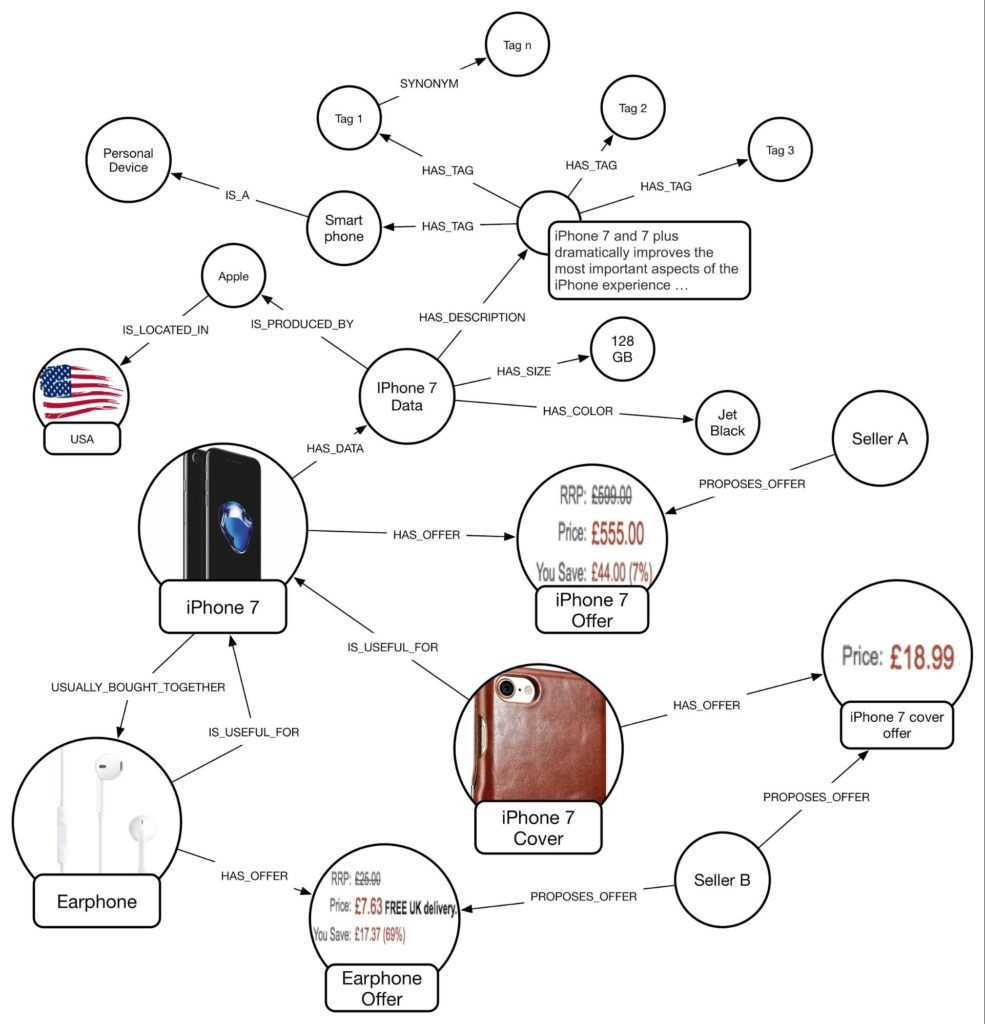 Tag n
SYNONYM
Tag 1
Tag 2
Tag 3
Personal
Device
HAS_TAG
HAS_TAG
HAS_TAG
IS_A
Smart
phone
HAS_TAG
iPhone 7 and 7 plus
dramatically improves the
most important aspects of the
iPhone experience …
Apple
IS_LOCATED_IN
IS_PRODUCED_BY
HAS_DESCRIPTION
128
GB
HAS_SIZE
IPhone 7
Data
HAS_COLOR
Jet
Black
USA
HAS_DATA
Seller A
PROPOSES_OFFER
RRP: £599.00
Price: £555.00
You Save: £44.00 (7%)
HAS_OFFER
iPhone 7
Offer
iPhone 7
IS_USEFUL_FOR
Price: £18.99
USUALLY_BOUGHT_TOGETHER
HAS_OFFER
iPhone 7 cover
offer
IS_USEFUL_FOR
PROPOSES_OFFER
iPhone 7
Cover
HAS_OFFER
Earphone
RRP: £25.00
Price: £7.63 FREE UK delivery.
You Save: £17.37 (69%)
PROPOSES_OFFER
Seller B
Earphone
Offer